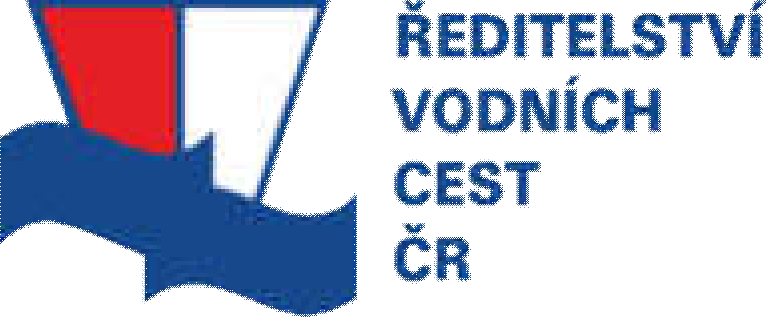 ŘEDITELSTVÍ
VODNÍCH
CEST
ČR